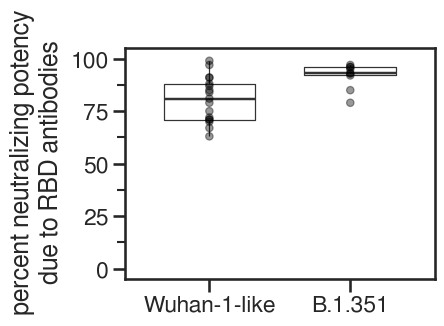 percent neutralizing potency
due to RBD antibodies
100
75
50
25
0
Wuhan-1-like B.1.351